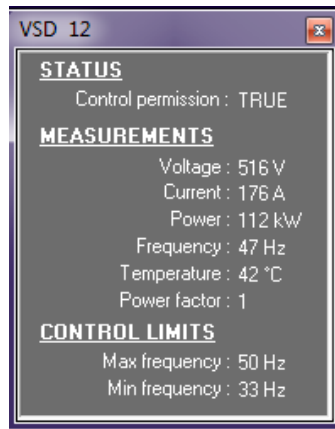 VSD 12
STATUS
Control permission : TRUE
MEASUREMENTS
Voltage : 516 V
Current : 176 A
Power : 112 kW
Frequency : 47 Hz
Temperature : 42 °C
Power factor : 1
CONTROL LIMITS
Max frequency : 50 Hz
Min frequency : 33 Hz